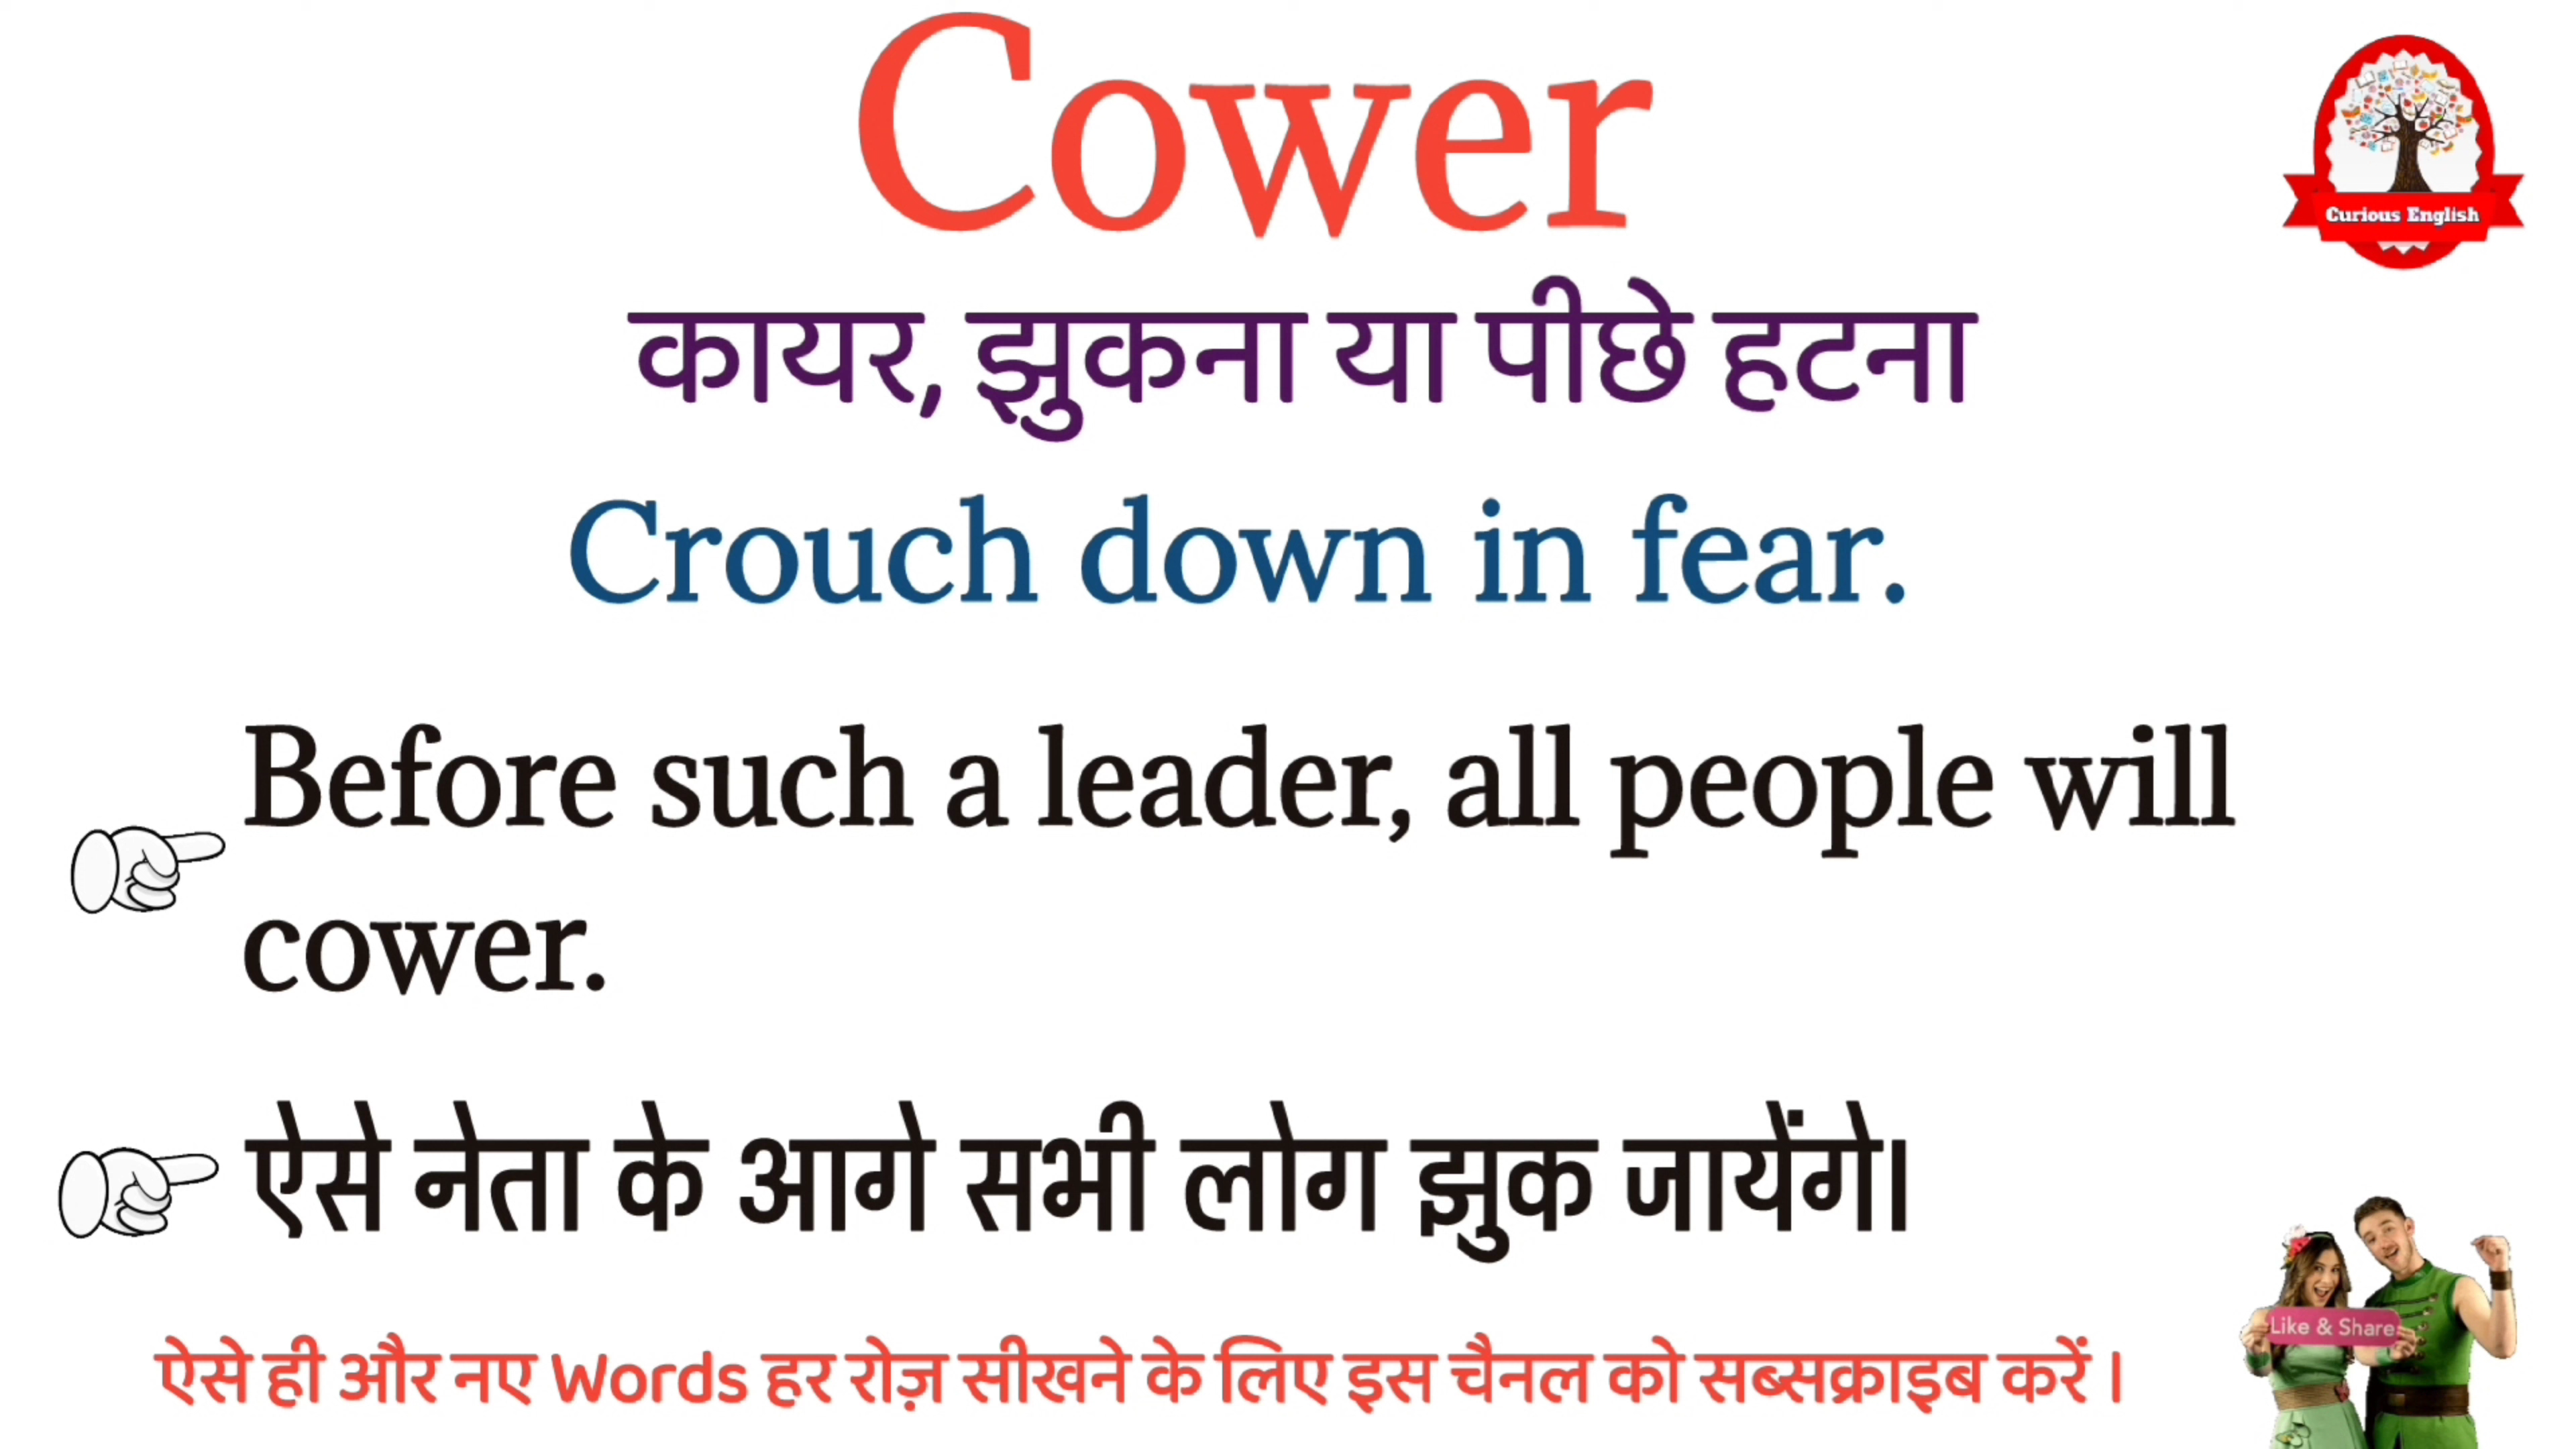 Cower
Curious English
कायर, झुकना या पीछे हटना
Crouch down in fear.
Before such a leader, all people will
cower.
ऐसे नेता के आगे सभी लोग झुक जायेंगे।
Like & Share
ऐसे ही और नए Words हर रोज़ सीखने के लिए इस चैनल को सब्सक्राइब करें ।